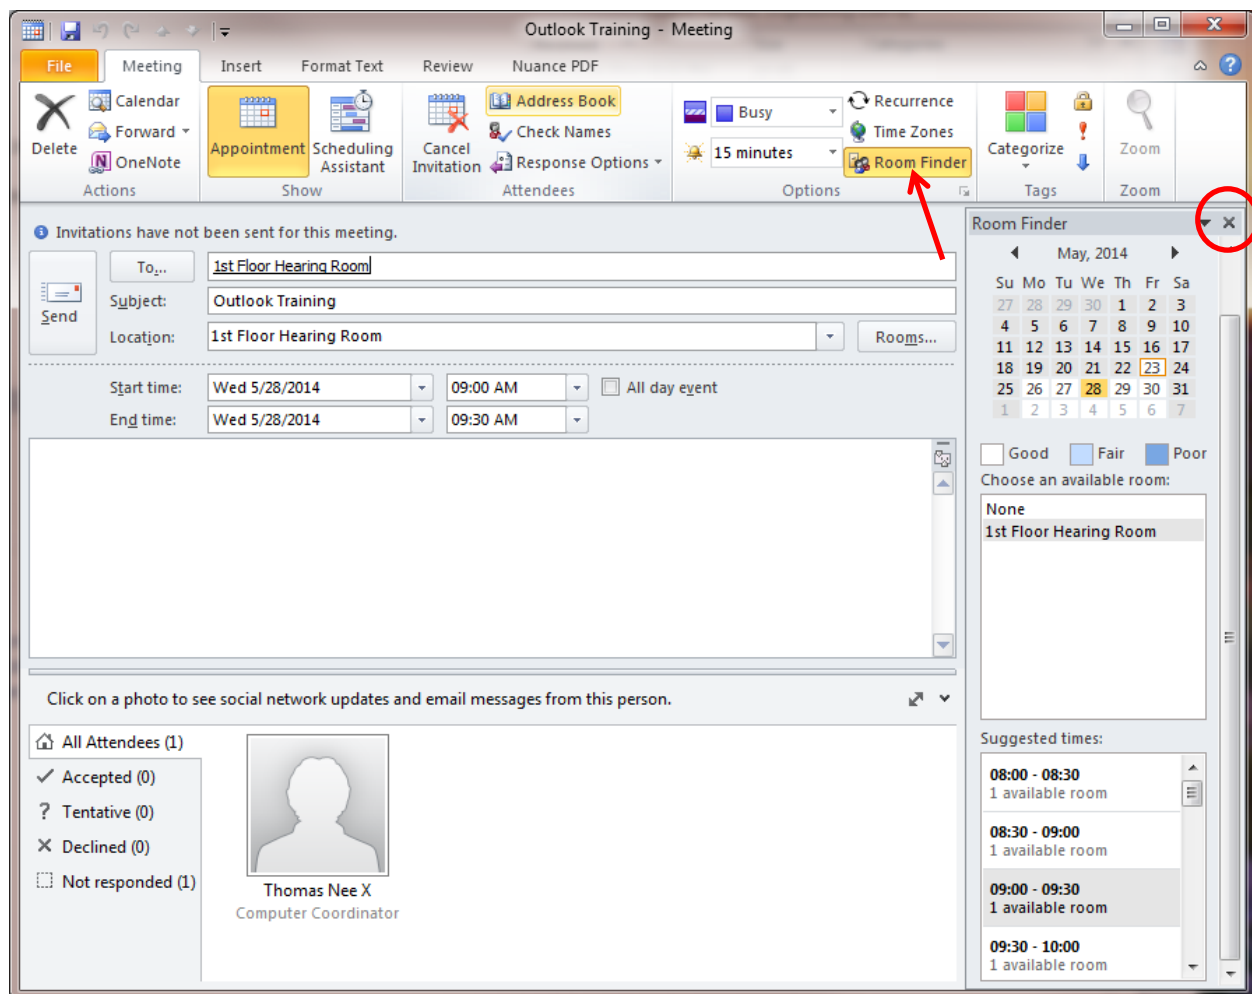 Outlook Training - Meeting
File Meeting Insert Format Text Review Nuance PDF
Delete
Calendar
Forward
OneNote
Actions
Appointment
Scheduling
Assistant
Show
Cancel
Invitation
Address Book
Check Names
Response Options
Attendees
Busy
15 minutes
Recurrence
Time Zones
Room Finder
Options
Categorize
Tags
Zoom
Zoom
Invitations have not been sent for this meeting.
Send
To... 1st Floor Hearing Room
Subject: Outlook Training
Location: 1st Floor Hearing Room Rooms...
Start time: Wed 5/28/2014 09:00 AM All day event
End time: Wed 5/28/2014 09:30 AM
Click on a photo to see social network updates and email messages from this person.
All Attendees (1)
Accepted (0)
? Tentative (0)
Declined (0)
Not responded (1)
Thomas Nee X
Computer Coordinator
Room Finder
May, 2014
Su Mo Tu We Th Fr Sa
27 28 29 30 1 2 3
4 5 6 7 8 9 10
11 12 13 14 15 16 17
18 19 20 21 22 23 24
25 26 27 28 29 30 31
1 2 3 4 5 6 7
Good Fair Poor
Choose an available room:
None
1st Floor Hearing Room
Suggested times:
08:00 - 08:30
1 available room
08:30 - 09:00
1 available room
09:00 - 09:30
1 available room
09:30 - 10:00
1 available room